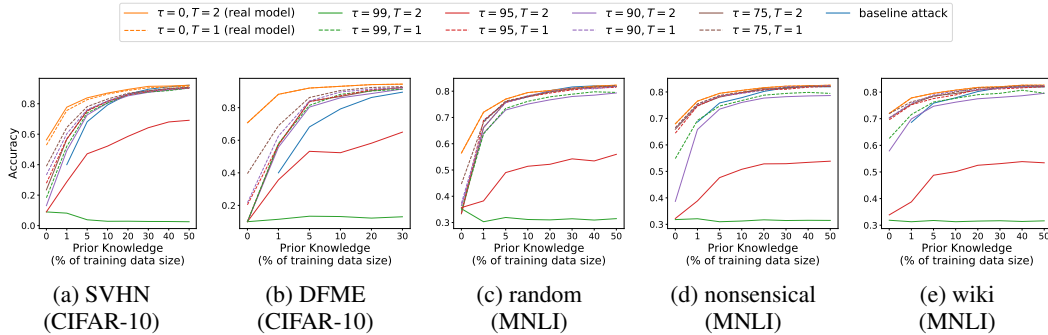 τ = 0, T = 2 (real model) τ = 99, T = 2 τ = 95, T = 2 τ = 90, T = 2 τ = 75, T = 2 baseline attack
τ = 0, T = 1 (real model) τ = 99, T = 1 τ = 95, T = 1 τ = 90, T = 1 τ = 75, T = 1
Accuracy
0.8
0.6
0.4
0.2
0.0
0 1 5 10 20 30 40 50
Prior Knowledge
(% of training data size)
(a) SVHN
(CIFAR-10)
0.8
0.6
0.4
0.2
0 1 5 10 20 30
Prior Knowledge
(% of training data size)
(b) DFME
(CIFAR-10)
0.8
0.7
0.6
0.5
0.4
0.3
0 1 5 10 20 30 40 50
Prior Knowledge
(% of training data size)
(c) random
(MNLI)
0.8
0.7
0.6
0.5
0.4
0.3
0 1 5 10 20 30 40 50
Prior Knowledge
(% of training data size)
(d) nonsensical
(MNLI)
0.8
0.7
0.6
0.5
0.4
0.3
0 1 5 10 20 30 40 50
Prior Knowledge
(% of training data size)
(e) wiki
(MNLI)